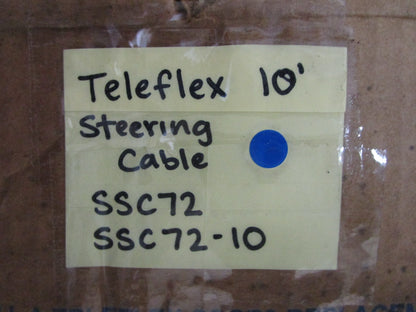 Teleflex 10'
Steering
Cable
SSC72
SSC72-10